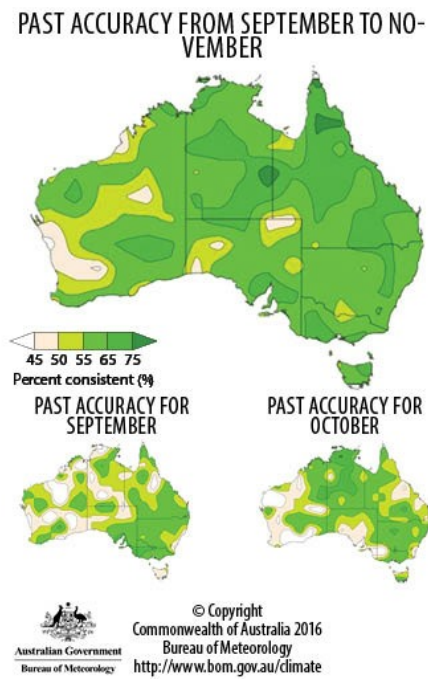 PAST ACCURACY FROM SEPTEMBER TO NO-
VEMBER
45 50 55 65 75
Percent consistent (%)
PAST ACCURACY FOR
SEPTEMBER
PAST ACCURACY FOR
OCTOBER
Australian Government
Bureau of Meteorology
© Copyright
Commonwealth of Australia 2016
Bureau of Meteorology
http://www.bom.gov.au/climate